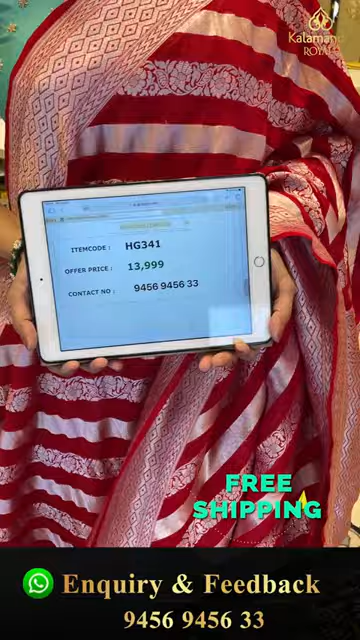 Kalamandir
ROYAL
ITEMCODE : HG341
OFFER PRICE : 13,999
CONTACT NO : 9456 9456 33
FREE
SHIPPING
Enquiry & Feedback
9456 9456 33